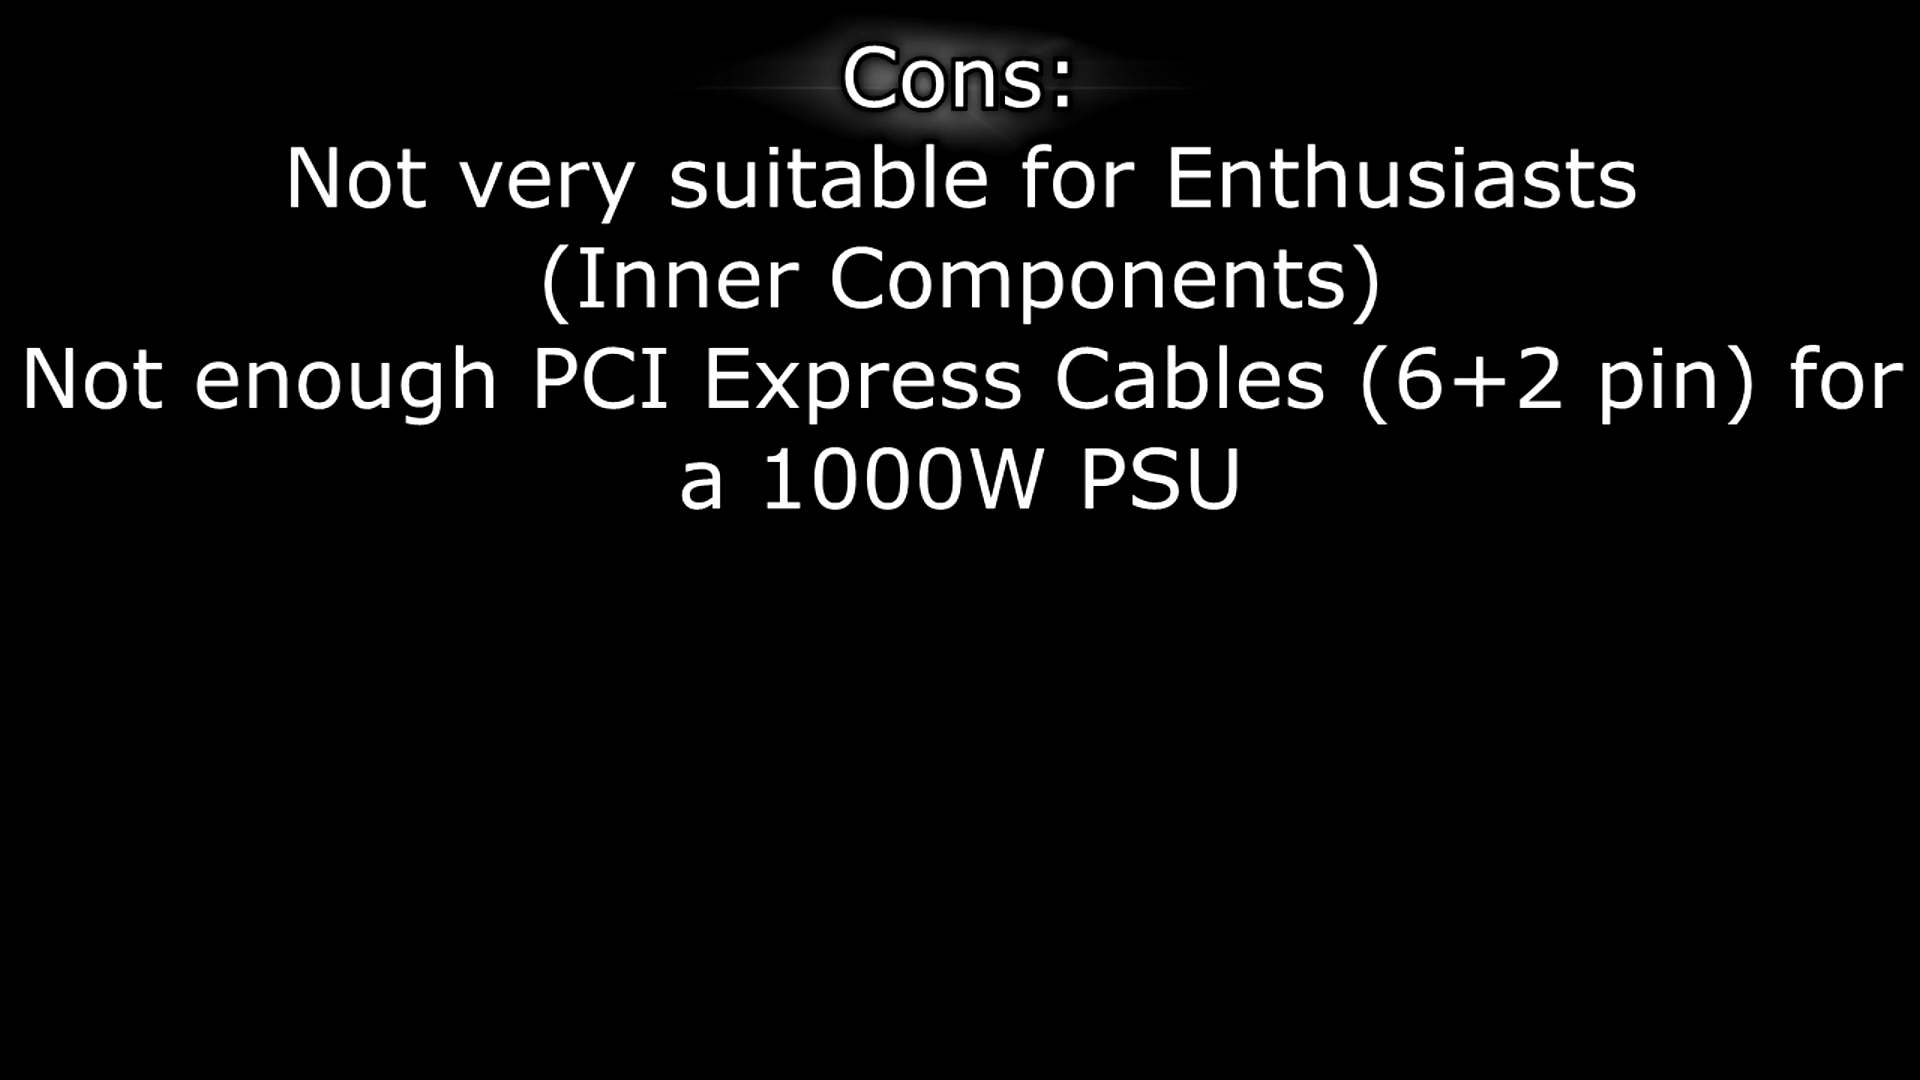 Cons:
Not very suitable for Enthusiasts
(Inner Components)
Not enough PCI Express Cables (6+2 pin) for
a 1000W PSU